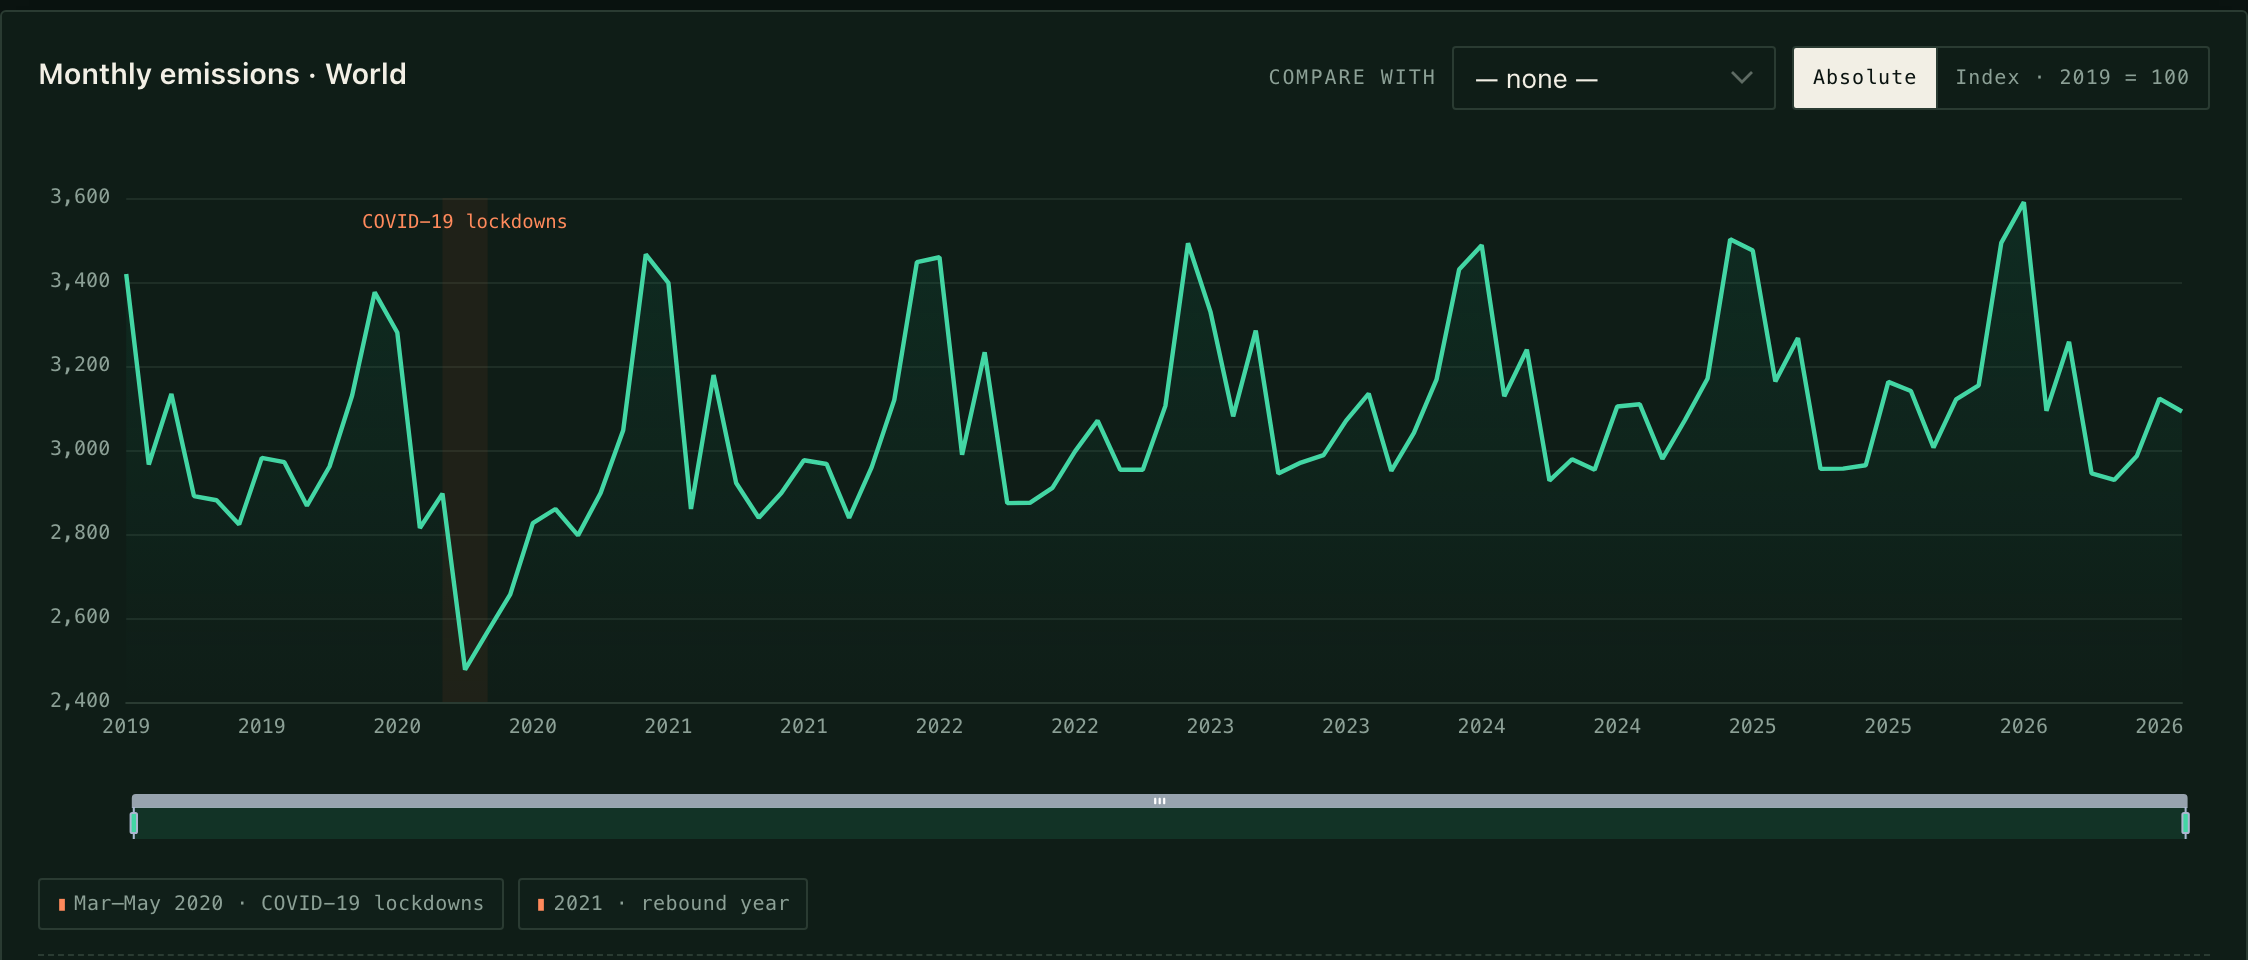 Monthly emissions · World
COMPARE WITH
— none —
Absolute
Index · 2019 = 100
3,600
COVID–19 lockdowns
3,400
3,200
3,000
2,800
2,600
2,400
2019 2019 2020 2020 2021 2021 2022 2022 2023 2023 2024 2024 2025 2025 2026 2026
Mar–May 2020 · COVID–19 lockdowns
2021 · rebound year